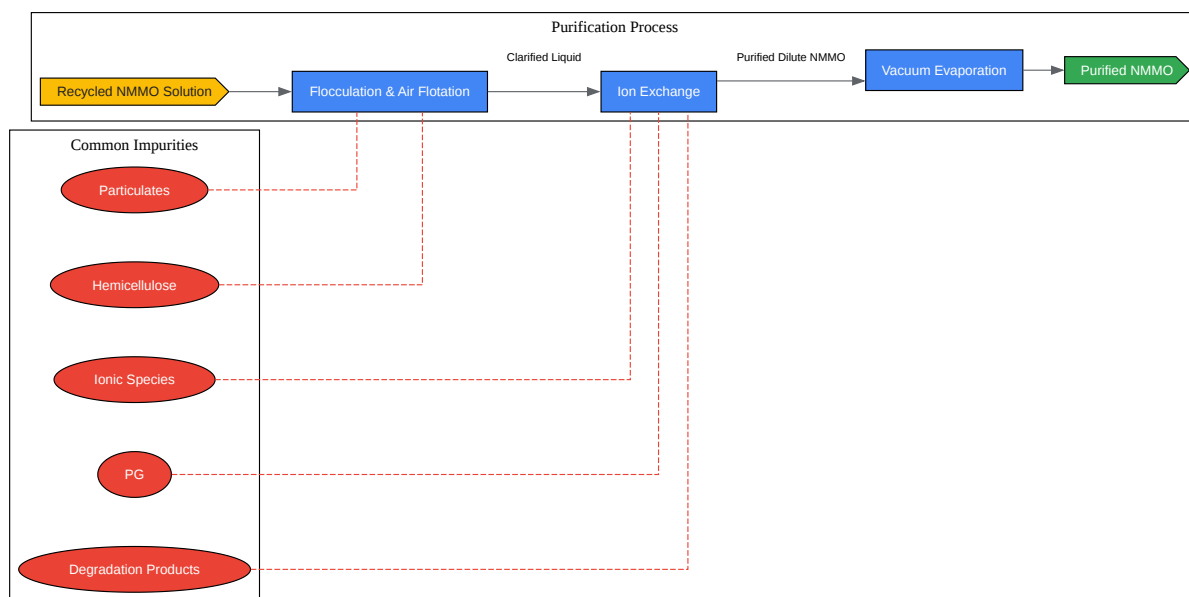 Purification Process
Clarified Liquid
Purified Dilute NMMO
Recycled NMMO Solution
Flocculation & Air Flotation
Ion Exchange
Vacuum Evaporation
Purified NMMO
Common Impurities
Particulates
Hemicellulose
Ionic Species
PG
Degradation Products